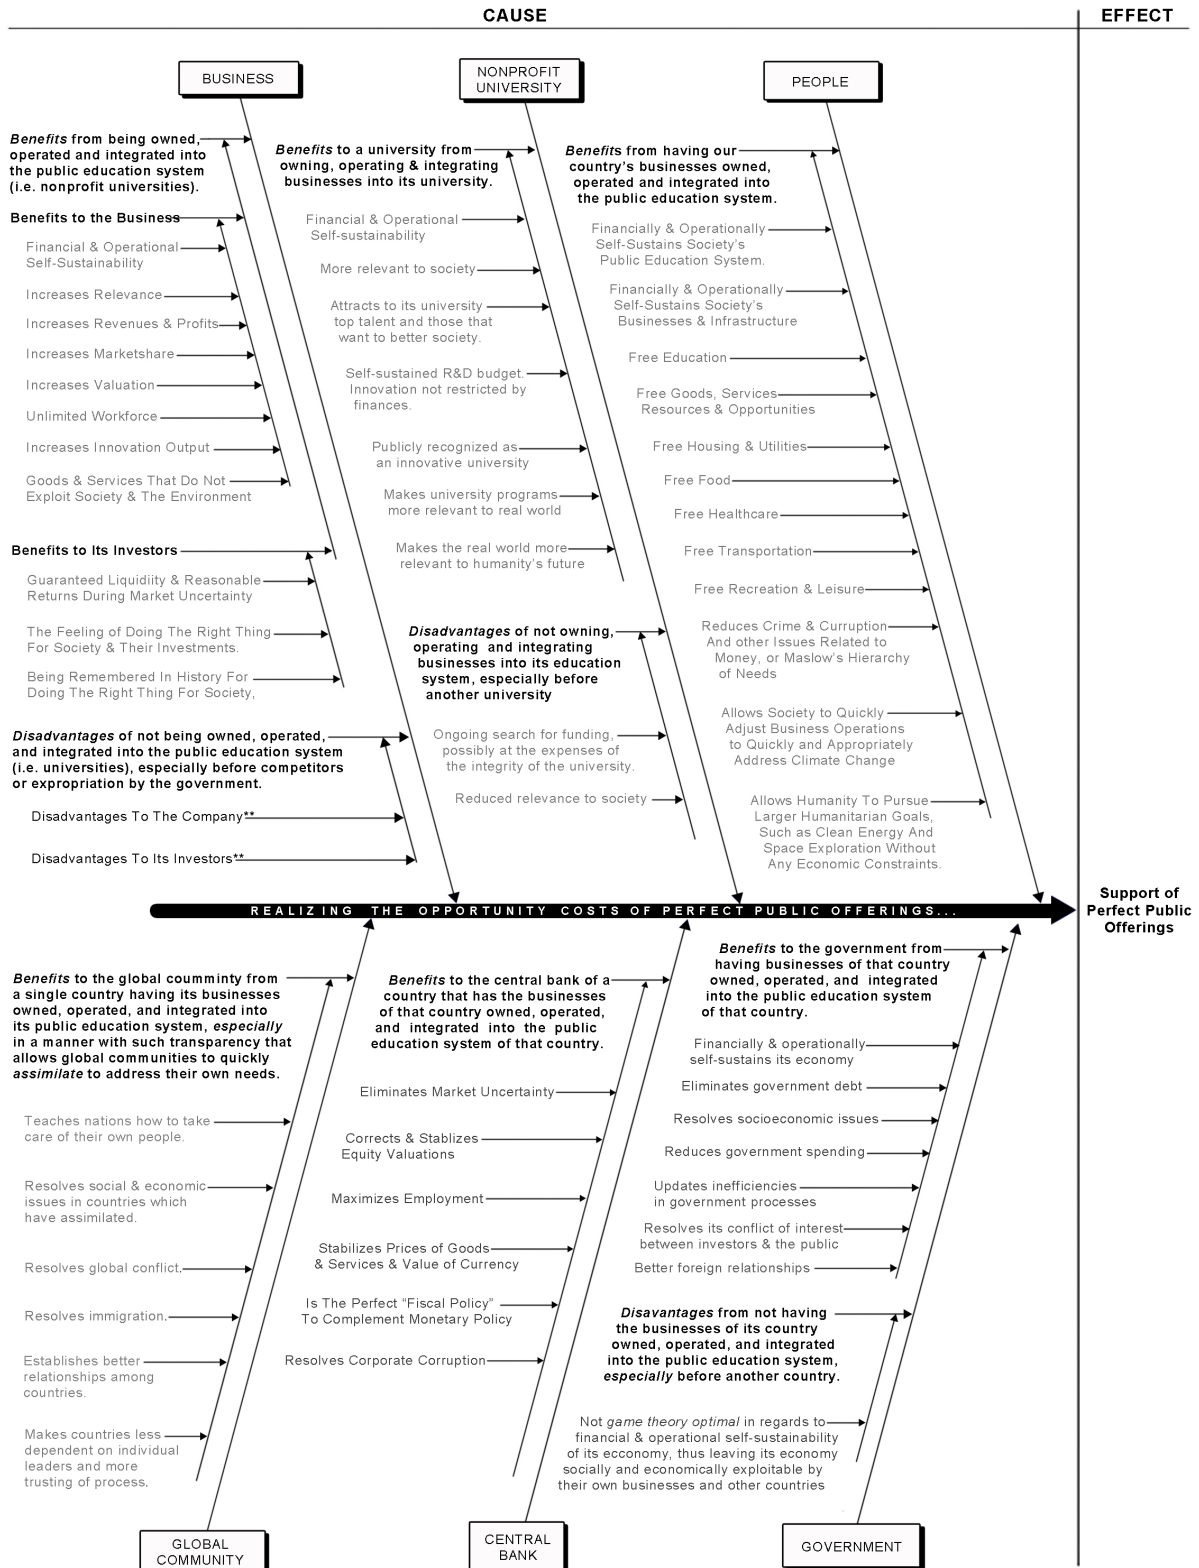 CAUSE
EFFECT
BUSINESS
Benefits from being owned,
operated and integrated into
the public education system
(i.e. nonprofit universities).
Benefits to the Business
Financial & Operational
Self-Sustainability
Increases Relevance
Increases Revenues & Profits
Increases Marketshare
Increases Valuation
Unlimited Workforce
Increases Innovation Output
Goods & Services That Do Not
Exploit Society & The Environment
Benefits to Its Investors
Guaranteed Liquidiity & Reasonable
Returns During Market Uncertainty
The Feeling of Doing The Right Thing
For Society & Their Investments.
Being Remembered In History For
Doing The Right Thing For Society,
Disadvantages of not being owned, operated,
and integrated into the public education system
(i.e. universities), especially before competitors
or expropriation by the government.
Disadvantages To The Company**
Disadvantages To Its Investors**
NONPROFIT
UNIVERSITY
Benefits to a university from
owning, operating & integrating
businesses into its university.
Financial & Operational
Self-sustainability
More relevant to society
Attracts to its university
top talent and those that
want to better society.
Self-sustained R&D budget.
Innovation not restricted by
finances.
Publicly recognized as
an innovative university
Makes university programs
more relevant to real world
Makes the real world more
relevant to humanity's future
Disadvantages of not owning,
operating and integrating
businesses into its education
system, especially before
another university
Ongoing search for funding,
possibly at the expenses of
the integrity of the university.
Reduced relevance to society
PEOPLE
Benefits from having our
country's businesses owned,
operated and integrated into
the public education system.
Financially & Operationally
Self-Sustains Society's
Public Education System.
Financially & Operationally
Self-Sustains Society's
Businesses & Infrastructure
Free Education
Free Goods, Services
Resources & Opportunities
Free Housing & Utilities
Free Food
Free Healthcare
Free Transportation
Free Recreation & Leisure
Reduces Crime & Curruption
And other Issues Related to
Money, or Maslow's Hierarchy
of Needs
Allows Society to Quickly
Adjust Business Operations
to Quickly and Appropriately
Address Climate Change
Allows Humanity To Pursue
Larger Humanitarian Goals,
Such as Clean Energy And
Space Exploration Without
Any Economic Constraints.
REALIZING THE OPPORTUNITY COSTS OF PERFECT PUBLIC OFFERINGS...
Support of
Perfect Public
Offerings
Benefits to the global coumminty from
a single country having its businesses
owned, operated, and integrated into
its public education system, especially
in a manner with such transparency that
allows global communities to quickly
assimilate to address their own needs.
Teaches nations how to take
care of their own people.
Resolves social & economic
issues in countries which
have assimilated.
Resolves global conflict.
Resolves immigration.
Establishes better
relationships among
countries.
Makes countries less
dependent on individual
leaders and more
trusting of process.
GLOBAL
COMMUNITY
Benefits to the central bank of a
country that has the businesses
of that country owned, operated,
and integrated into the public
education system of that country.
Eliminates Market Uncertainty
Corrects & Stablizes
Equity Valuations
Maximizes Employment
Stabilizes Prices of Goods
& Services & Value of Currency
Is The Perfect "Fiscal Policy"
To Complement Monetary Policy
Resolves Corporate Corruption
CENTRAL
BANK
Benefits to the government from
having businesses of that country
owned, operated, and integrated
into the public education system
of that country.
Financially & operationally
self-sustains its economy
Eliminates government debt
Resolves socioeconomic issues
Reduces government spending
Updates inefficiencies
in government processes
Resolves its conflict of interest
between investors & the public
Better foreign relationships
Disavantages from not having
the businesses of its country
owned, operated, and integrated
into the public education system,
especially before another country.
Not game theory optimal in regards to
financial & operational self-sustainability
of its ecconomy, thus leaving its economy
socially and economically exploitable by
their own businesses and other countries
GOVERNMENT